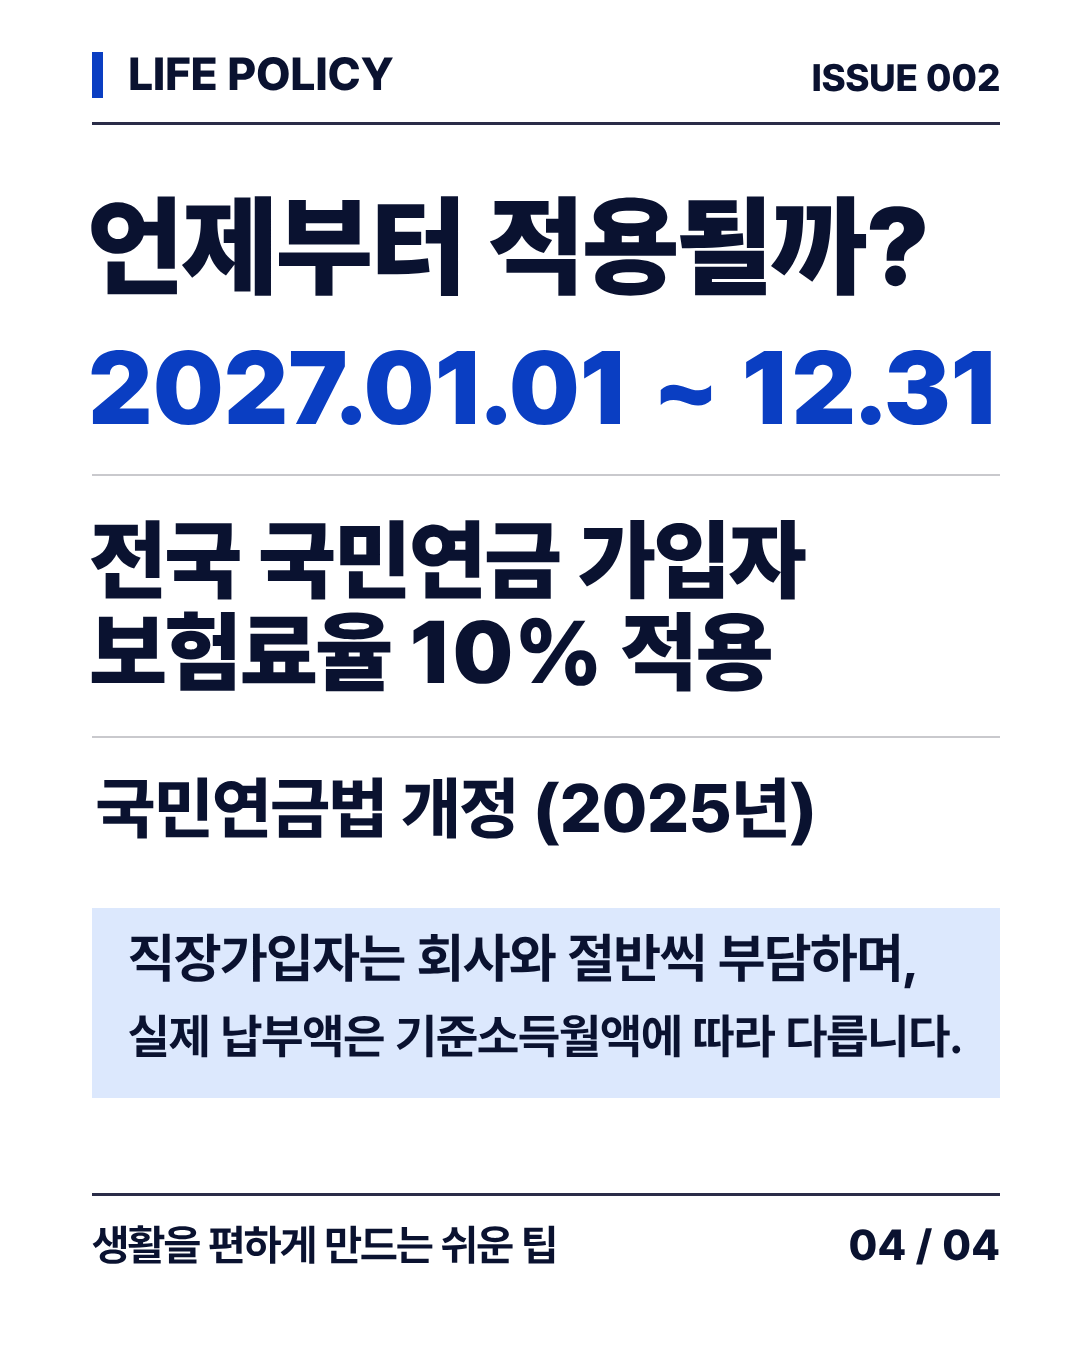 LIFE POLICY
ISSUE 002
언제부터 적용될까?
2027.01.01 ~ 12.31
전국 국민연금 가입자
보험료율 10% 적용
국민연금법 개정 (2025년)
직장가입자는 회사와 절반씩 부담하며,
실제 납부액은 기준소득월액에 따라 다릅니다.
생활을 편하게 만드는 쉬운 팁
04 / 04